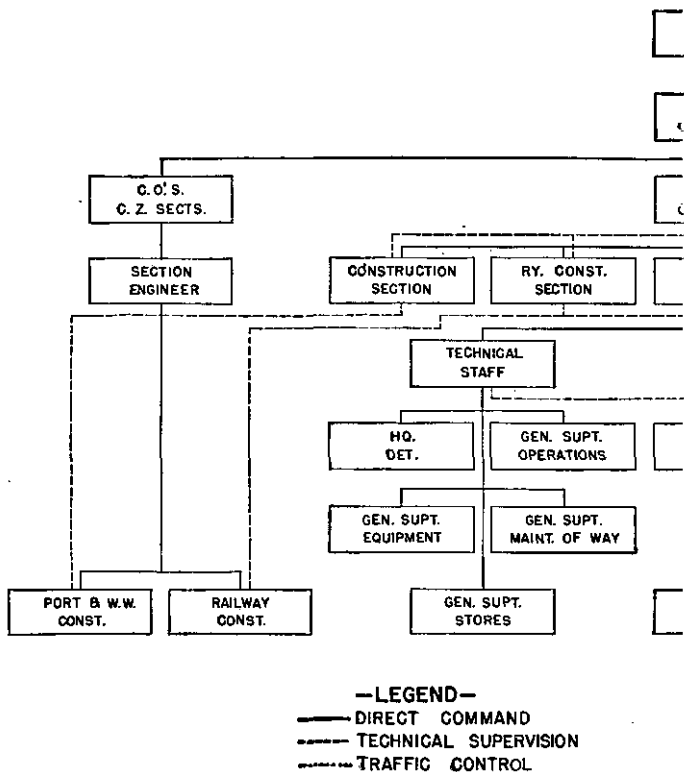 C.O'.S.
C. Z. SECTS.
SECTION
ENGINEER
CONSTRUCTION
SECTION
RY. CONST.
SECTION
TECHNICAL
STAFF
HQ.
DET.
GEN. SUPT.
OPERATIONS
GEN. SUPT.
EQUIPMENT
GEN. SUPT.
MAINT. OF WAY
PORT & W.W.
CONST.
RAILWAY
CONST.
GEN. SUPT.
STORES
—LEGEND—
DIRECT COMMAND
TECHNICAL SUPERVISION
TRAFFIC CONTROL